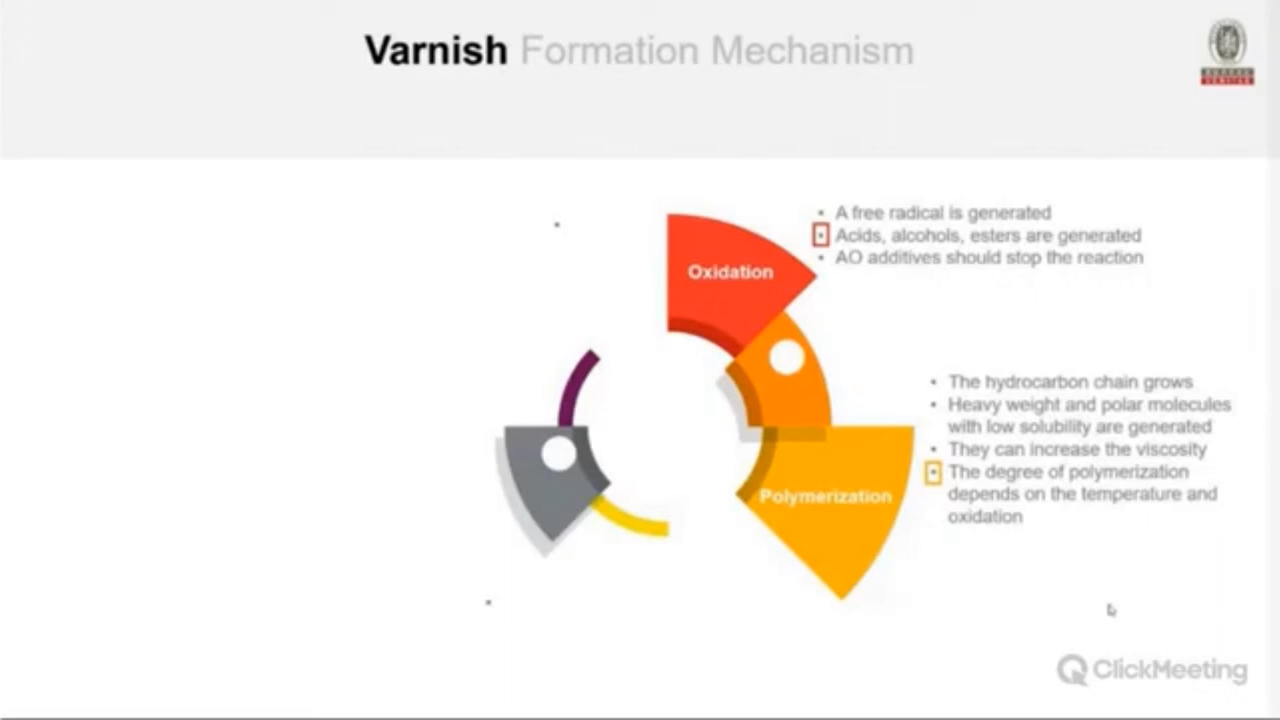 Varnish Formation Mechanism
BUREAU
VERITAS
• A free radical is generated
• Acids, alcohols, esters are generated
• AO additives should stop the reaction
Oxidation
• The hydrocarbon chain grows
• Heavy weight and polar molecules
with low solubility are generated
• They can increase the viscosity
• The degree of polymerization
depends on the temperature and
oxidation
Polymerization
ClickMeeting